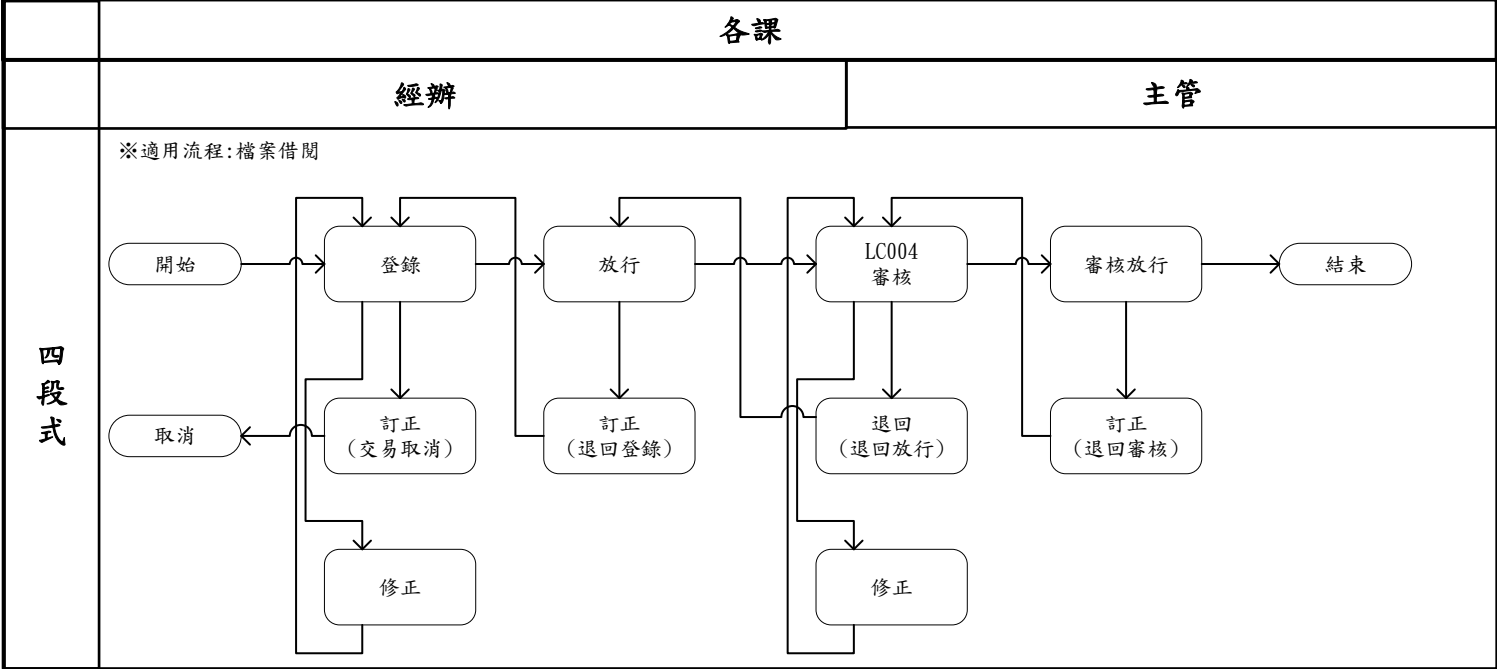 各課
經辦
主管
※適用流程:檔案借閱
四
段
式
開始
登錄
放行
LC004
審核
審核放行
結束
取消
訂正
(交易取消)
訂正
(退回登錄)
退回
(退回放行)
訂正
(退回審核)
修正
修正